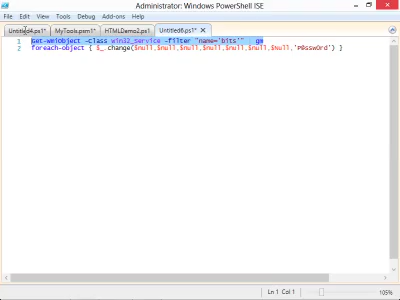 Administrator: Windows PowerShell ISE
File Edit View Tools Debug Add-ons Help
Untitled4.ps1* MyTools.psm1* HTMLDemo2.ps1 Untitled6.ps1* X
1 Get-WmiObject -class win32_service -filter "name='bits'" gm
2 foreach-object { $_.change($null,$null,$null,$null,$null,$null,$null,'P@ssw0rd') }
Ln 1 Col 1 105%